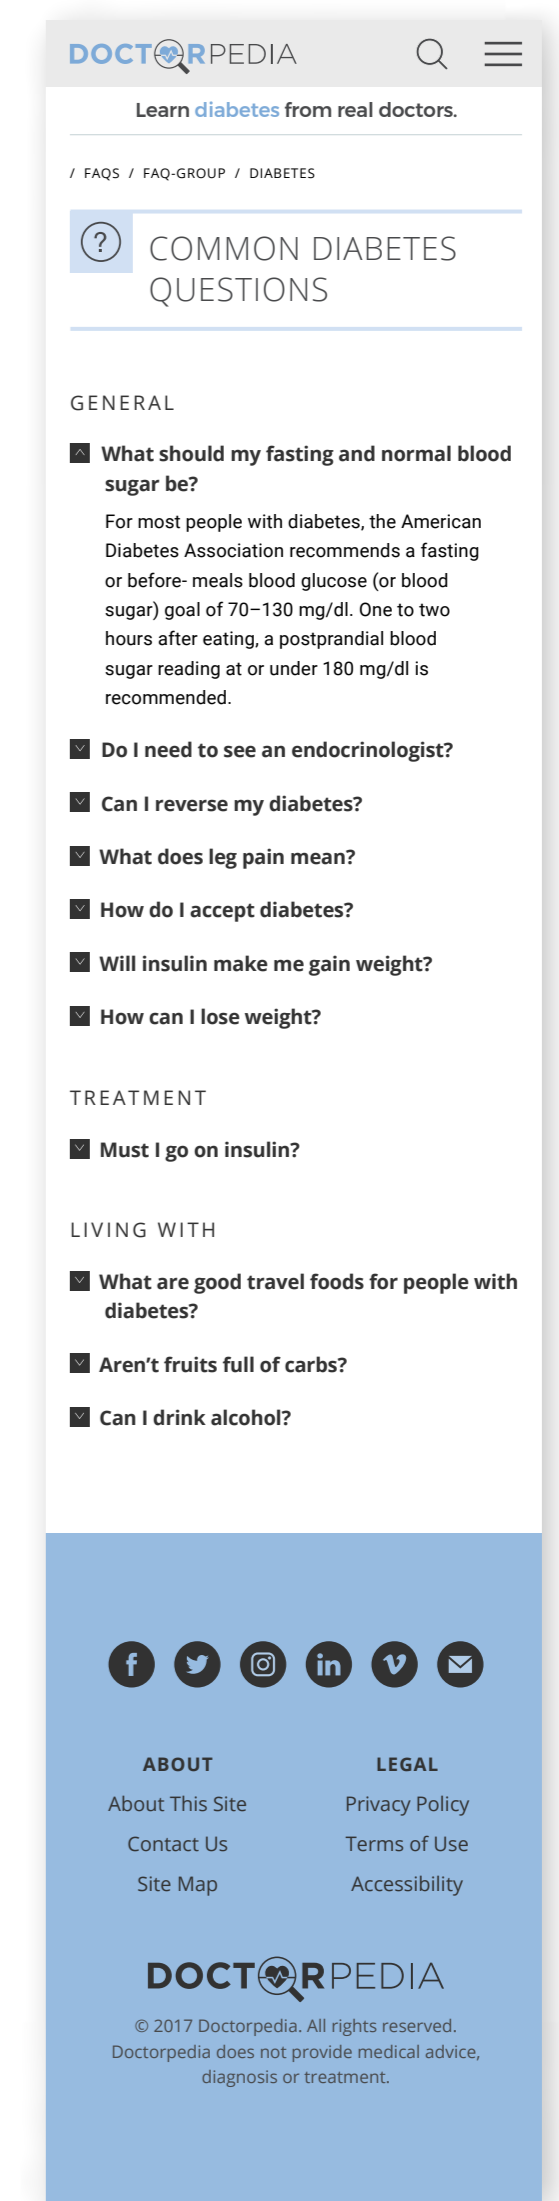 DOCTORPEDIA
Learn diabetes from real doctors.
/ FAQS / FAQ-GROUP / DIABETES
?
COMMON DIABETES
QUESTIONS
GENERAL
What should my fasting and normal blood
sugar be?
For most people with diabetes, the American
Diabetes Association recommends a fasting
or before- meals blood glucose (or blood
sugar) goal of 70–130 mg/dl. One to two
hours after eating, a postprandial blood
sugar reading at or under 180 mg/dl is
recommended.
Do I need to see an endocrinologist?
Can I reverse my diabetes?
What does leg pain mean?
How do I accept diabetes?
Will insulin make me gain weight?
How can I lose weight?
TREATMENT
Must I go on insulin?
LIVING WITH
What are good travel foods for people with
diabetes?
Aren’t fruits full of carbs?
Can I drink alcohol?
ABOUT
About This Site
Contact Us
Site Map
LEGAL
Privacy Policy
Terms of Use
Accessibility
DOCTORPEDIA
© 2017 Doctorpedia. All rights reserved.
Doctorpedia does not provide medical advice,
diagnosis or treatment.